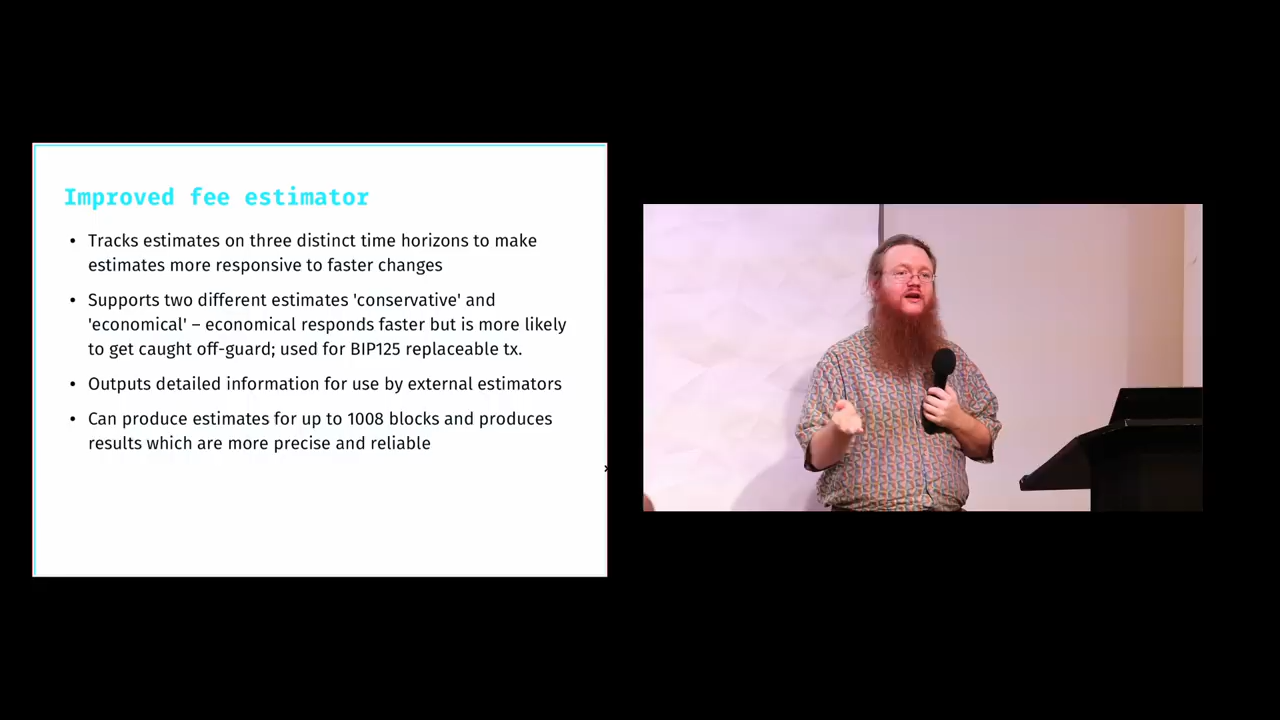 Improved fee estimator
• Tracks estimates on three distinct time horizons to make
estimates more responsive to faster changes
• Supports two different estimates 'conservative' and
'economical' – economical responds faster but is more likely
to get caught off-guard; used for BIP125 replaceable tx.
• Outputs detailed information for use by external estimators
• Can produce estimates for up to 1008 blocks and produces
results which are more precise and reliable